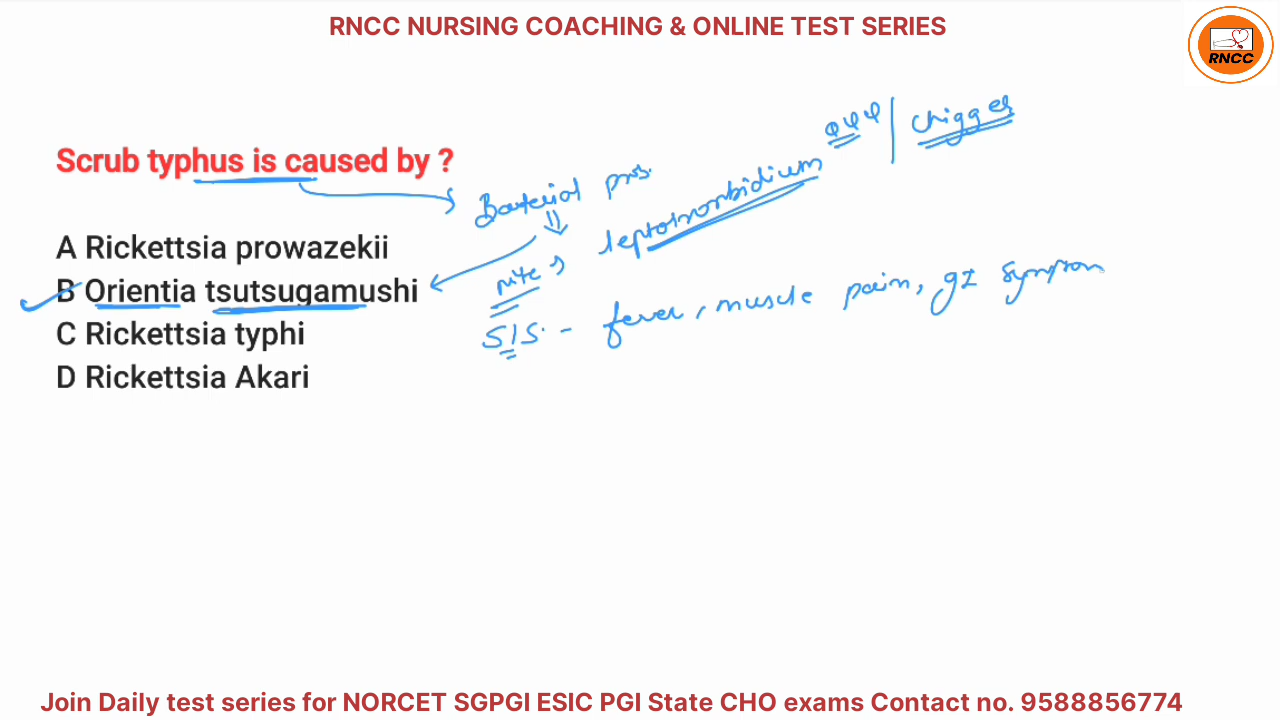 RNCC NURSING COACHING & ONLINE TEST SERIES
RNCC
Scrub typhus is caused by ?
A Rickettsia prowazekii
B Orientia tsutsugamushi
C Rickettsia typhi
D Rickettsia Akari
Bacterial
leptotrombidium | chigger
mite
S/S. - fever, muscle pain, GI symptom
Join Daily test series for NORCET SGPGI ESIC PGI State CHO exams Contact no. 9588856774